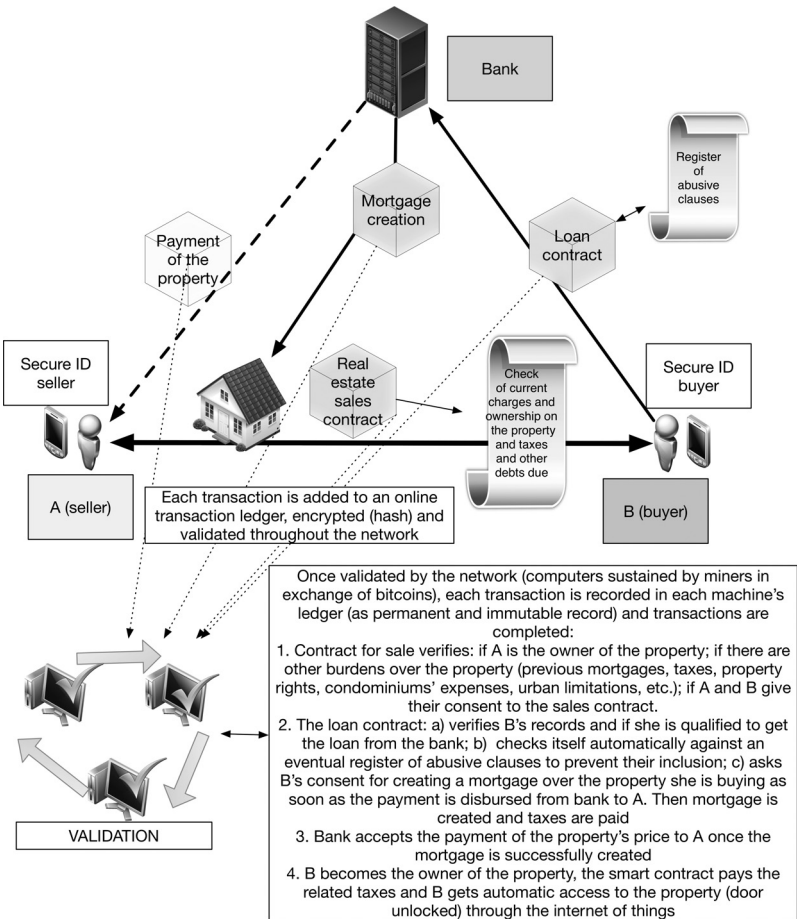 Bank
Register
of
abusive
clauses
Mortgage
creation
Loan
contract
Payment
of the
property
Secure ID
seller
Real
estate
sales
contract
Check
of current
charges and
ownership on
the property
and taxes
and other
debts due
Secure ID
buyer
A (seller)
B (buyer)
Each transaction is added to an online
transaction ledger, encrypted (hash) and
validated throughout the network
Once validated by the network (computers sustained by miners in
exchange of bitcoins), each transaction is recorded in each machine's
ledger (as permanent and immutable record) and transactions are
completed:
1. Contract for sale verifies: if A is the owner of the property; if there are
other burdens over the property (previous mortgages, taxes, property
rights, condominiums' expenses, urban limitations, etc.); if A and B give
their consent to the sales contract.
2. The loan contract: a) verifies B's records and if she is qualified to get
the loan from the bank; b) checks itself automatically against an
eventual register of abusive clauses to prevent their inclusion; c) asks
B's consent for creating a mortgage over the property she is buying as
soon as the payment is disbursed from bank to A. Then mortgage is
created and taxes are paid
3. Bank accepts the payment of the property's price to A once the
mortgage is successfully created
4. B becomes the owner of the property, the smart contract pays the
related taxes and B gets automatic access to the property (door
unlocked) through the internet of things
VALIDATION